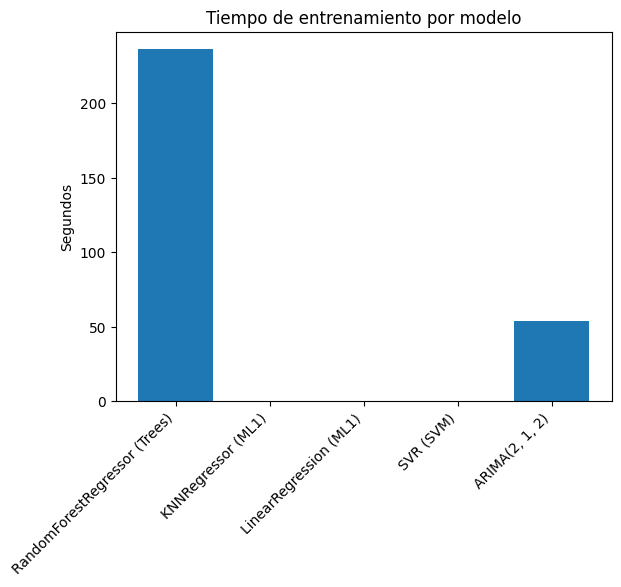 Tiempo de entrenamiento por modelo
Segundos
200
150
100
50
0
RandomForestRegressor (Trees)
KNNRegressor (ML1)
LinearRegression (ML1)
SVR (SVM)
ARIMA(2, 1, 2)